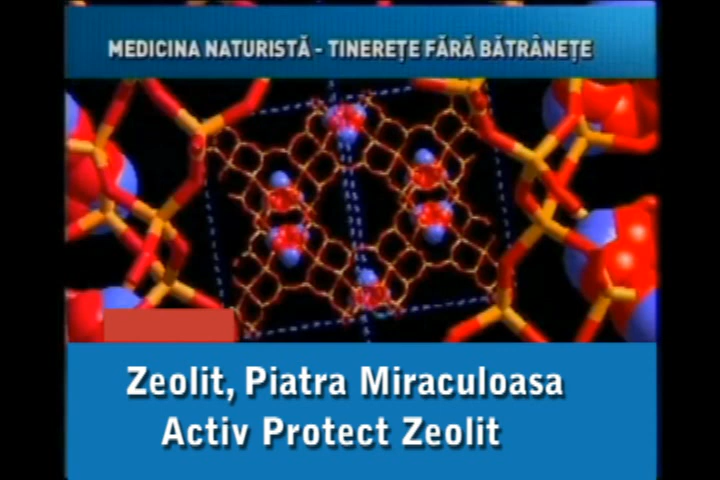 MEDICINA NATURISTĂ - TINEREȚE FĂRĂ BĂTRÂNEȚE
Zeolit, Piatra Miraculoasa
Activ Protect Zeolit